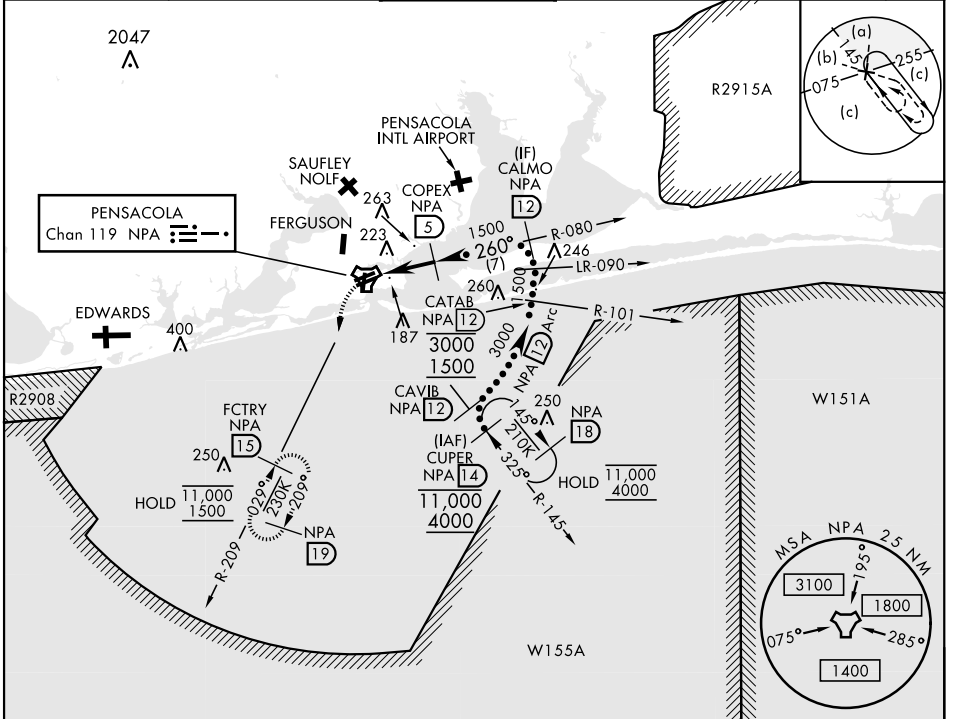 2047
(a)
(b)
145
255
075
(c)
(c)
R2915A
PENSACOLA
INTL AIRPORT
(IF)
CALMO
NPA
12
SAUFLEY
NOLF
263
COPEX
NPA
5
PENSACOLA
Chan 119 NPA
FERGUSON
223
1500
260°
(7)
R-080
246
LR-090
260
1500
R-101
CATAB
NPA 12
3000
1500
187
EDWARDS
400
3000
NPA 12 Arc
R2908
CAVIB
NPA 12
W151A
FCTRY
NPA
15
250
HOLD 11,000
1500
029°
230K
209°
NPA
19
R-209
(IAF)
CUPER
NPA 14
11,000
4000
145°
210K
250
NPA
18
325°
HOLD 11,000
4000
R-145
W155A
MSA NPA 25 NM
195°
3100
1800
075°
285°
1400